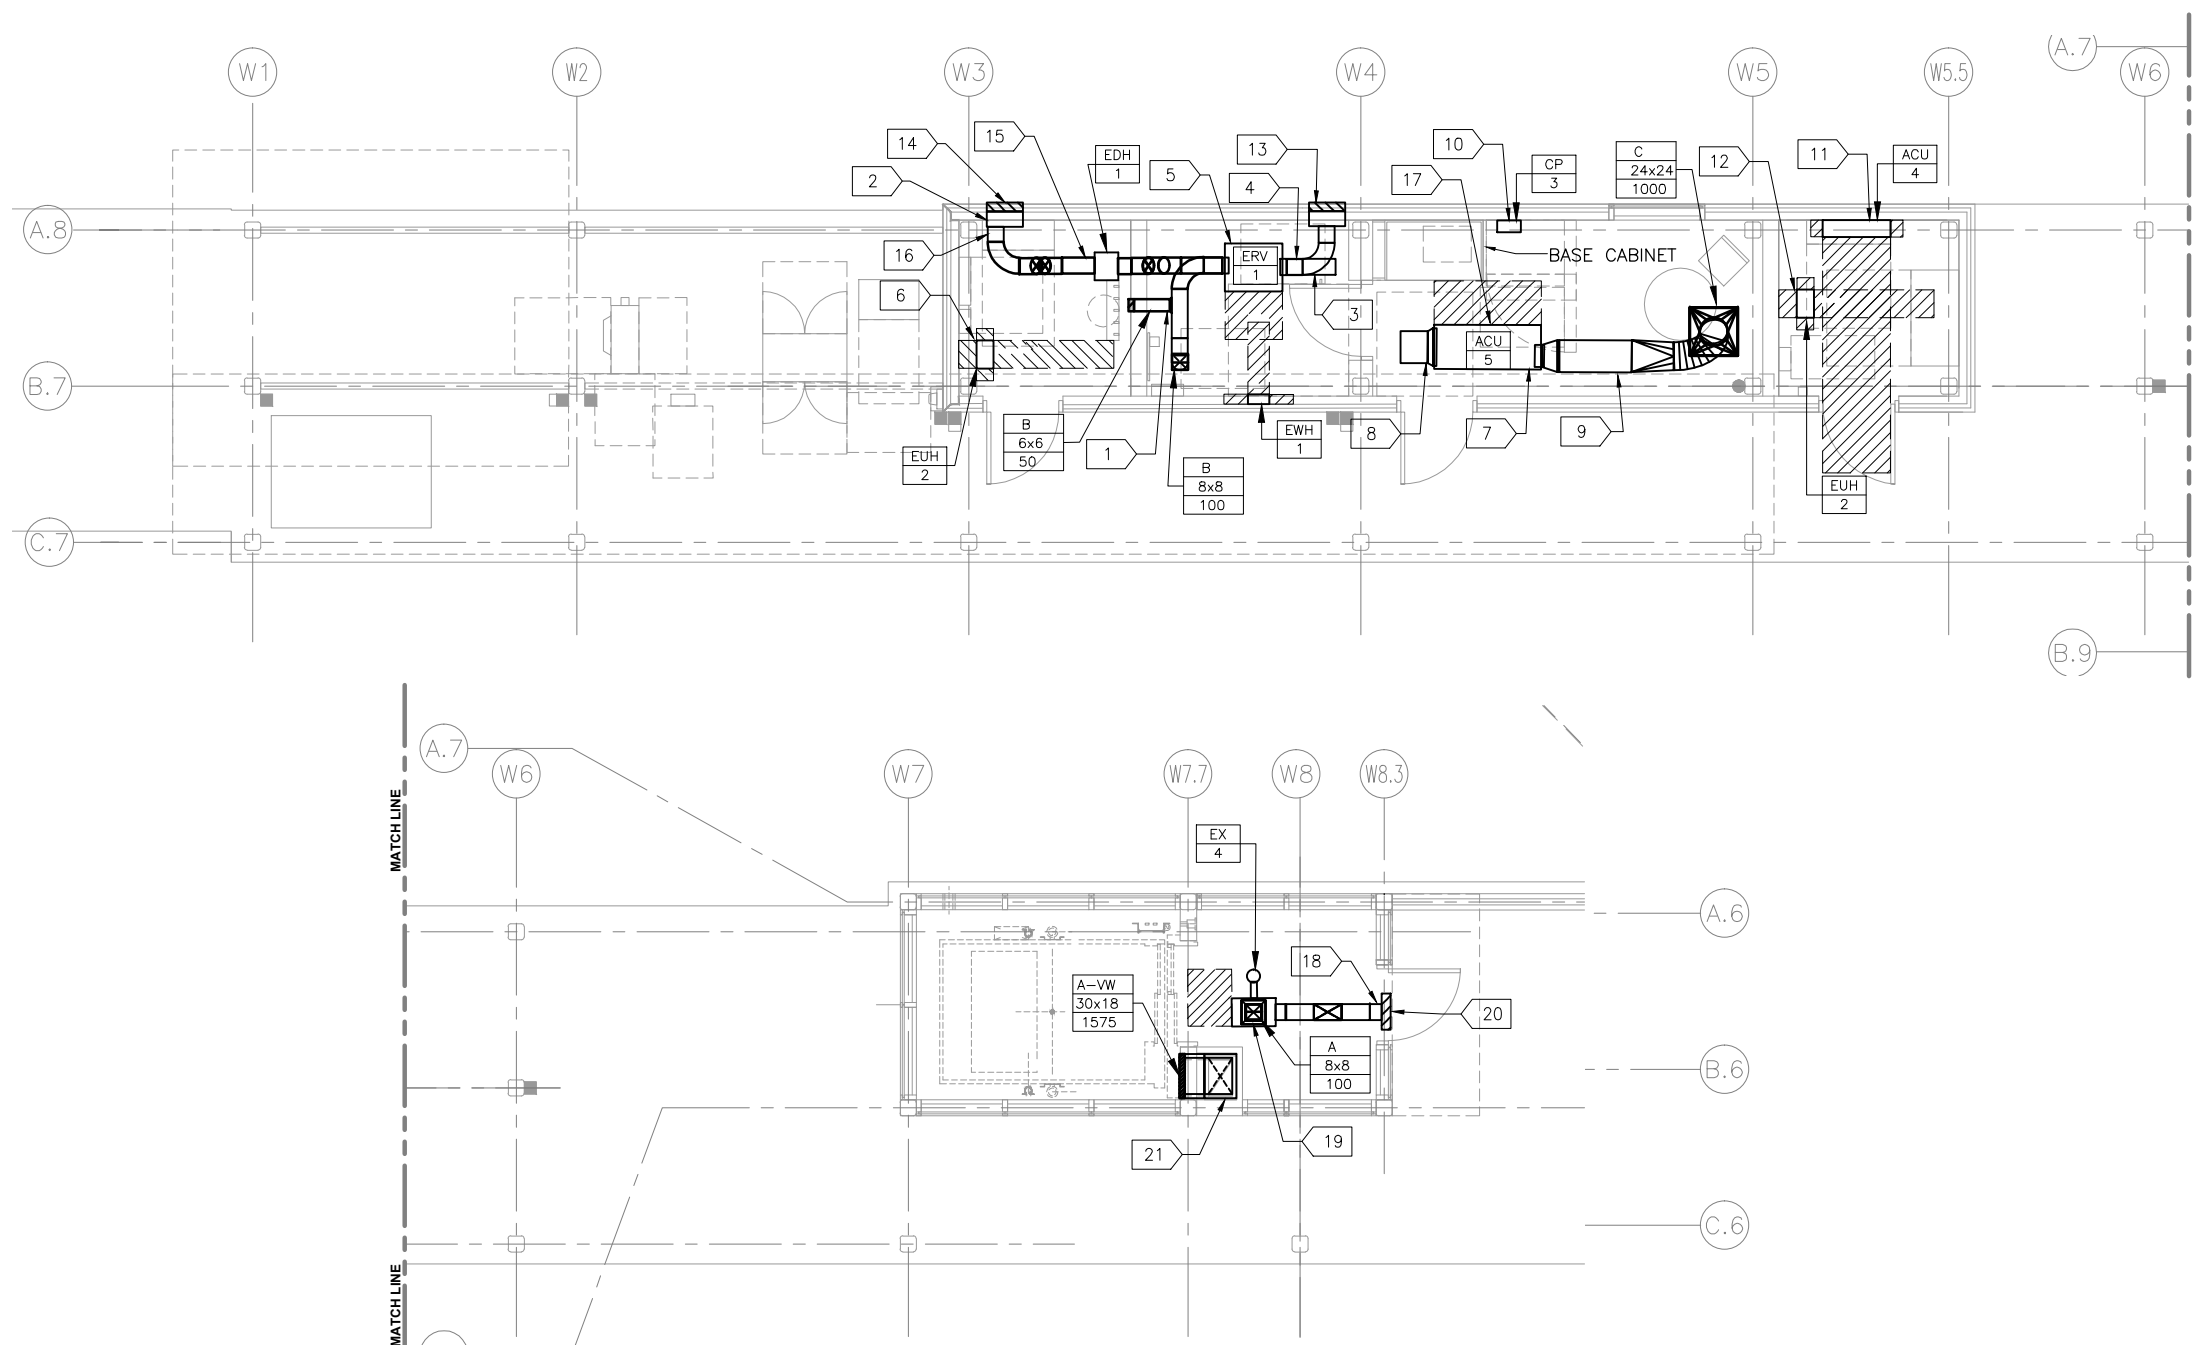 W1
W2
W3
W4
W5
W5.5
W6
A.7
14
15
EDH
1
5
13
10
CP
3
C
24x24
1000
12
11
ACU
4
2
4
17
A.8
16
ERV
1
BASE CABINET
6
3
ACU
5
B.7
B
6x6
50
EUH
2
1
B
8x8
100
EWH
1
8
7
9
EUH
2
C.7
B.9
A.7
W6
W7
W7.7
W8
W8.3
MATCH LINE
EX
4
A.6
18
A-VW
30x18
1575
20
A
8x8
100
B.6
21
19
C.6
MATCH LINE